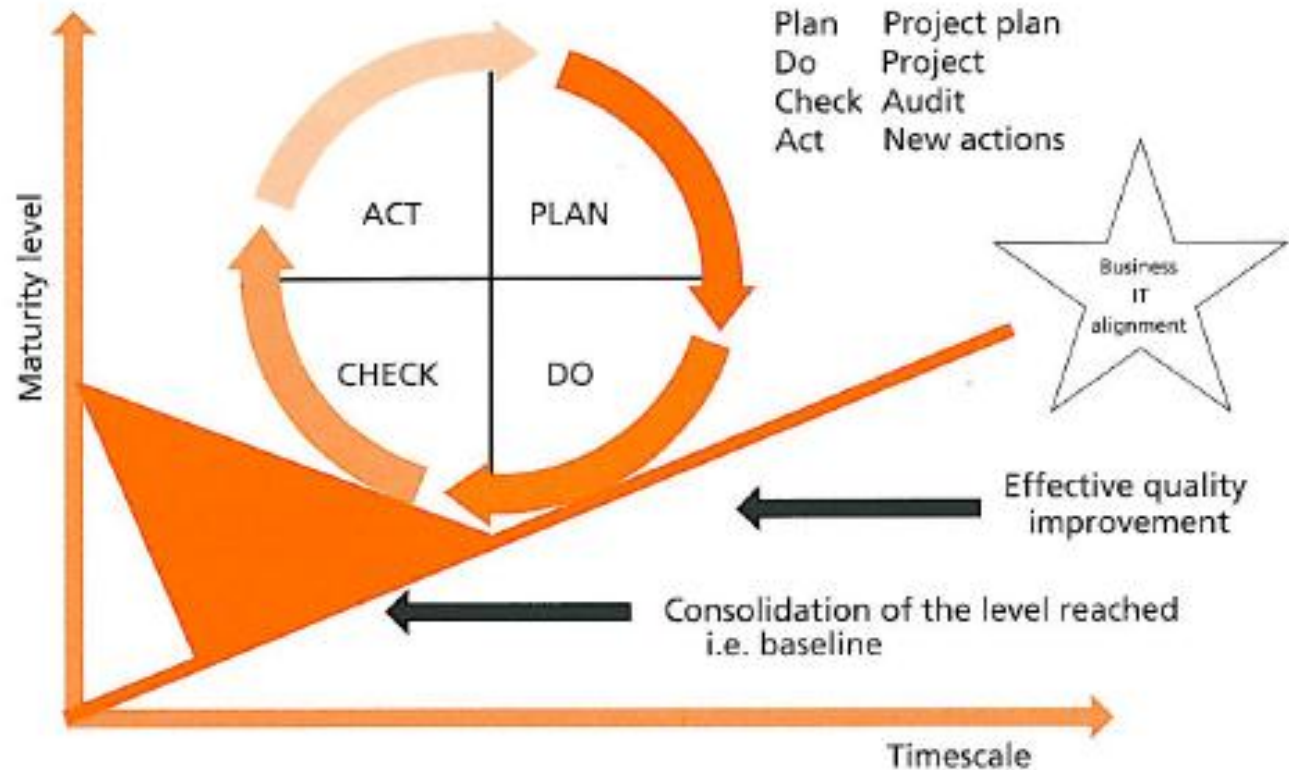 Plan Project plan
Do Project
Check Audit
Act New actions
ACT PLAN
CHECK DO
Maturity level
Business
IT
alignment
Effective quality
improvement
Consolidation of the level reached
i.e. baseline
Timescale